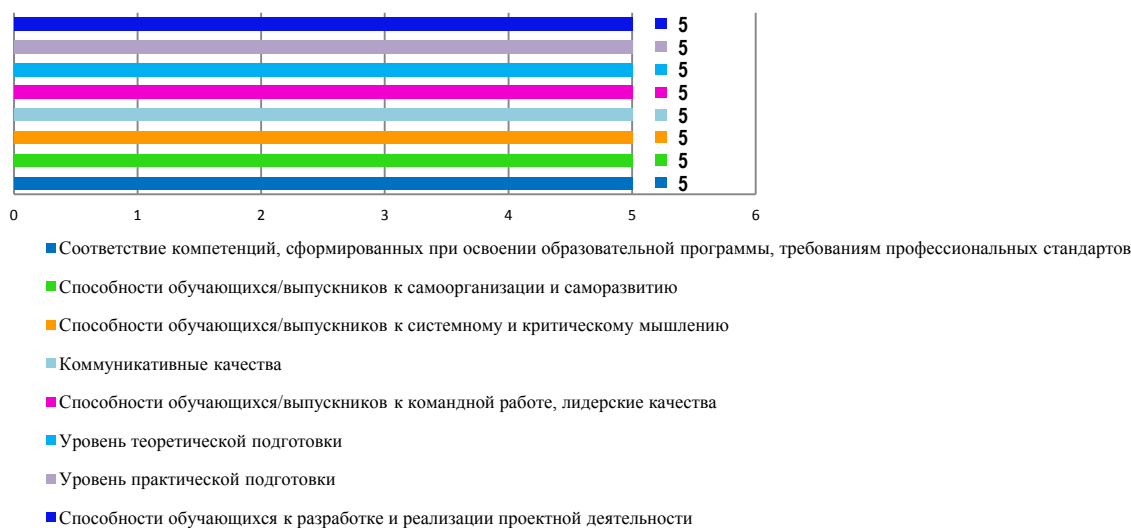 5
5
5
5
5
5
5
5
0 1 2 3 4 5 6
Соответствие компетенций, сформированных при освоении образовательной программы, требованиям профессиональных стандартов
Способности обучающихся/выпускников к самоорганизации и саморазвитию
Способности обучающихся/выпускников к системному и критическому мышлению
Коммуникативные качества
Способности обучающихся/выпускников к командной работе, лидерские качества
Уровень теоретической подготовки
Уровень практической подготовки
Способности обучающихся к разработке и реализации проектной деятельности